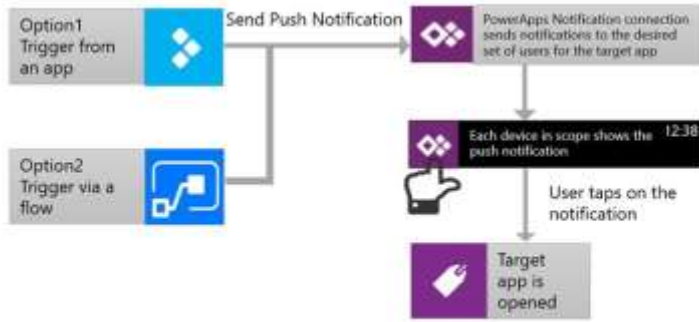 Option1
Trigger from
an app
Send Push Notification
PowerApps Notification connection
sends notifications to the desired
set of users for the target app
Option2
Trigger via a
flow
Each device in scope shows the
push notification
12:38
User taps on the
notification
Target
app is
opened